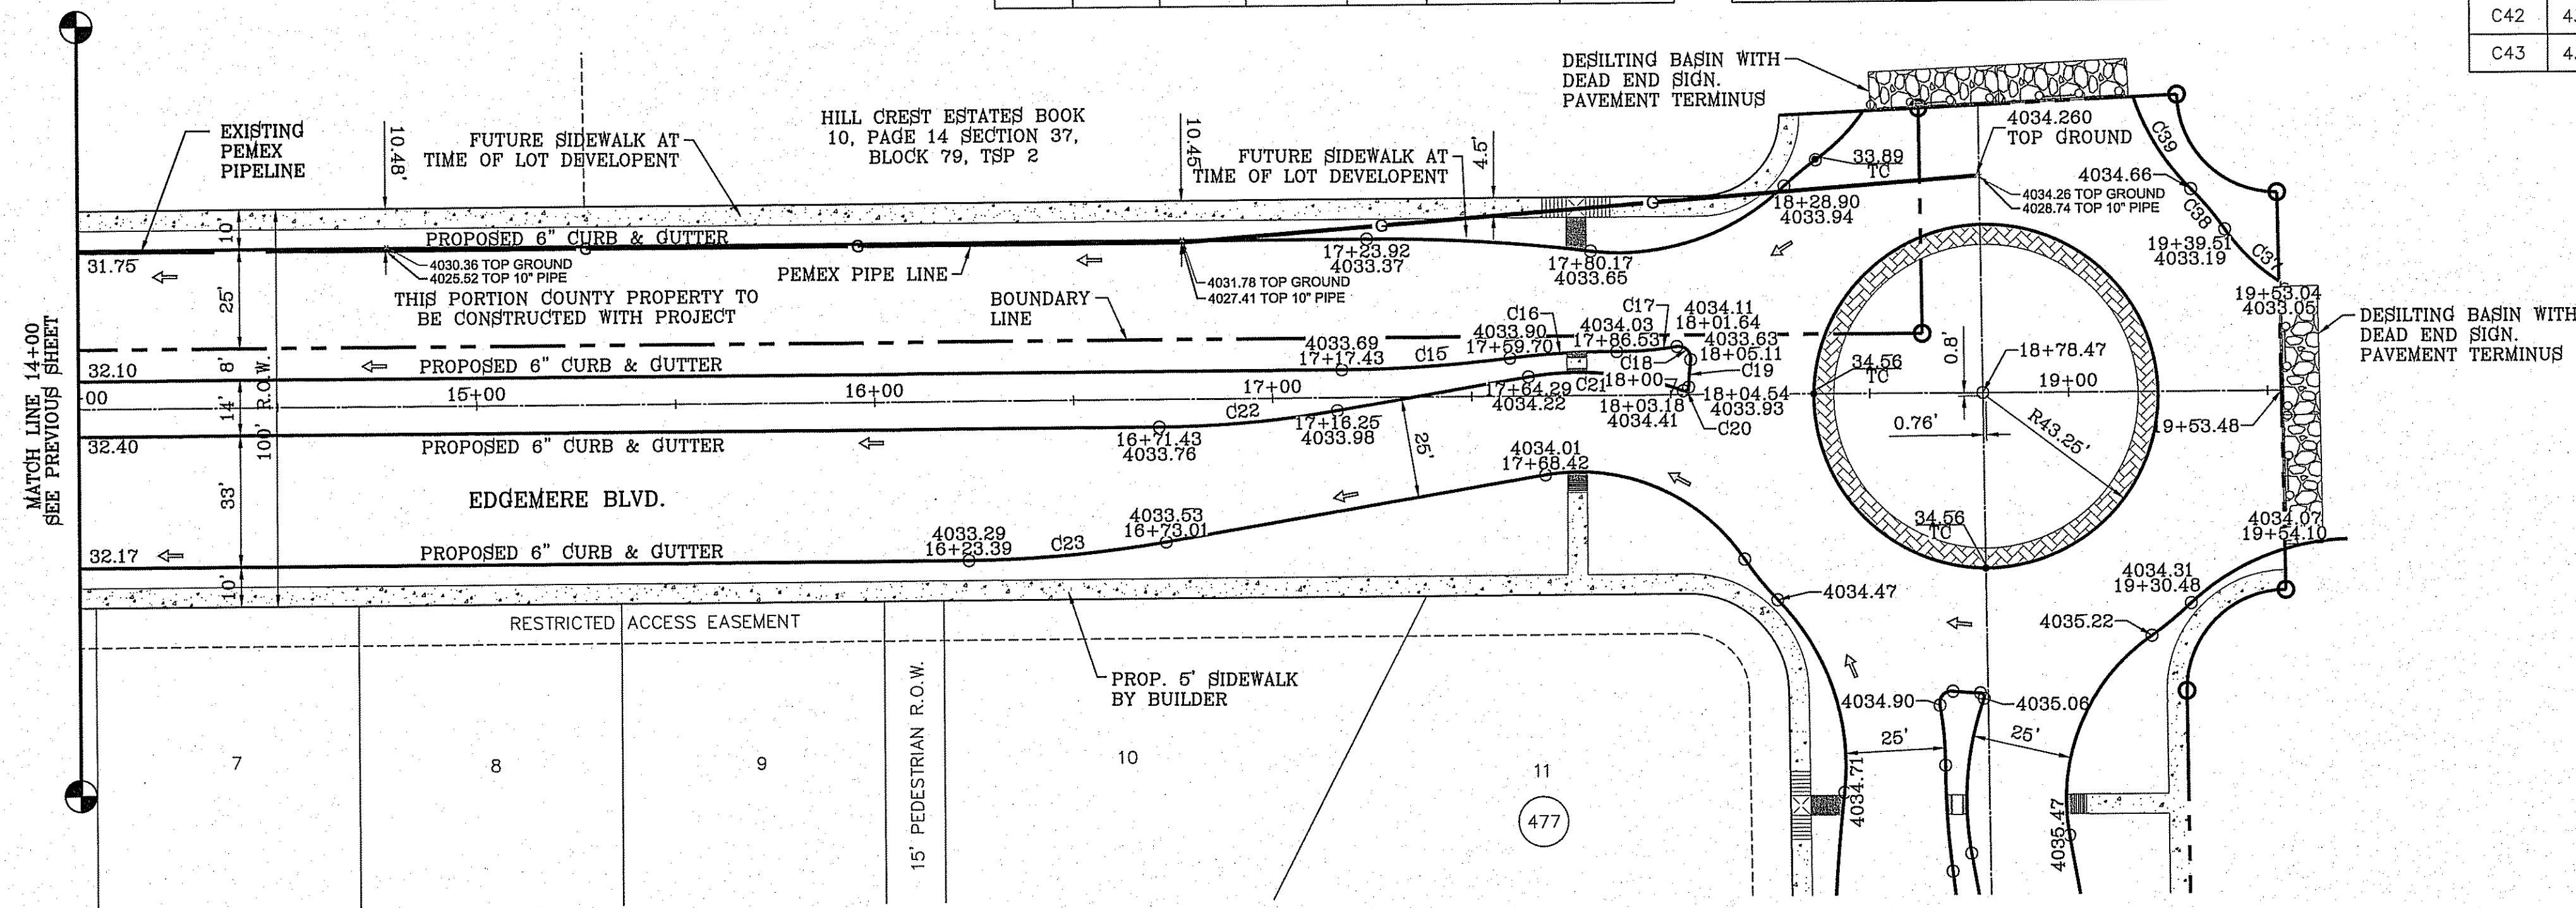 C42
C43
MATCH LINE 14+00
SEE PREVIOUS SHEET
EXISTING
PEMEX
PIPELINE
10.48'
FUTURE SIDEWALK AT
TIME OF LOT DEVELOPENT
HILL CREST ESTATES BOOK
10, PAGE 14 SECTION 37,
BLOCK 79, TSP 2
10.45'
FUTURE SIDEWALK AT
TIME OF LOT DEVELOPENT
4.5'
DESILTING BASIN WITH
DEAD END SIGN.
PAVEMENT TERMINUS
33.89
TC
4034.260
TOP GROUND
C39
4034.66
4034.26 TOP GROUND
4028.74 TOP 10" PIPE
C38
19+39.51
4033.19
C37
18+28.90
4033.94
10'
PROPOSED 6" CURB & GUTTER
31.75
4030.36 TOP GROUND
4025.52 TOP 10" PIPE
PEMEX PIPE LINE
4031.78 TOP GROUND
4027.41 TOP 10" PIPE
17+23.92
4033.37
17+80.17
4033.65
25'
THIS PORTION COUNTY PROPERTY TO
BE CONSTRUCTED WITH PROJECT
BOUNDARY
LINE
19+53.04
4033.05
DESILTING BASIN WITH
DEAD END SIGN.
PAVEMENT TERMINUS
4033.69
17+17.43
C15
4033.90
17+59.70
C16
4034.03
17+86.53
C17
4034.11
18+01.64
4033.63
18+05.11
C18
C19
8'
32.10
PROPOSED 6" CURB & GUTTER
00
15+00
16+00
17+00
18+00
19+00
14'
100' R.O.W.
C22
17+16.25
4033.98
17+64.29
4034.22
C21
18+03.18
4034.41
18+04.54
4033.93
C20
34.56
TC
0.8'
18+78.47
0.76'
R43.25'
19+53.48
32.40
PROPOSED 6" CURB & GUTTER
16+71.43
4033.76
25'
33'
EDGEMERE BLVD.
4034.01
17+68.42
4033.29
16+23.39
C23
4033.53
16+73.01
34.56
TC
4034.07
19+54.10
32.17
PROPOSED 6" CURB & GUTTER
10'
4034.47
4034.31
19+30.48
4035.22
RESTRICTED ACCESS EASEMENT
PROP. 5' SIDEWALK
BY BUILDER
15' PEDESTRIAN R.O.W.
4034.90
4035.06
25'
25'
4034.71
4035.47
7
8
9
10
11
477